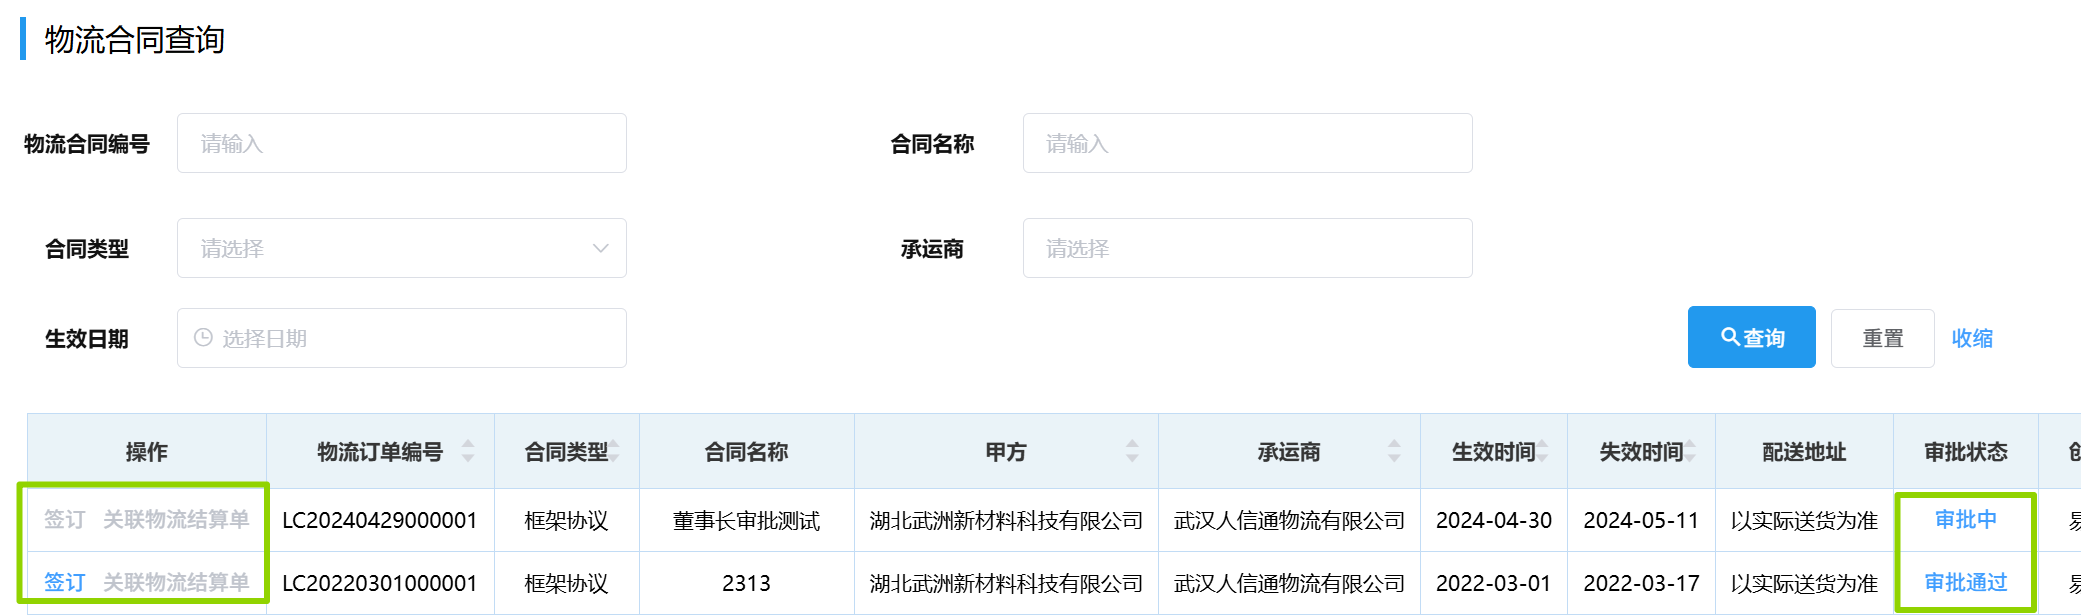 物流合同查询
物流合同编号 请输入 合同名称 请输入
合同类型 请选择 承运商 请选择
生效日期 选择日期 查询 重置 收缩
操作 物流订单编号 合同类型 合同名称 甲方 承运商 生效时间 失效时间 配送地址 审批状态
签订 关联物流结算单 LC20240429000001 框架协议 董事长审批测试 湖北武洲新材料科技有限公司 武汉人信通物流有限公司 2024-04-30 2024-05-11 以实际送货为准 审批中
签订 关联物流结算单 LC20220301000001 框架协议 2313 湖北武洲新材料科技有限公司 武汉人信通物流有限公司 2022-03-01 2022-03-17 以实际送货为准 审批通过